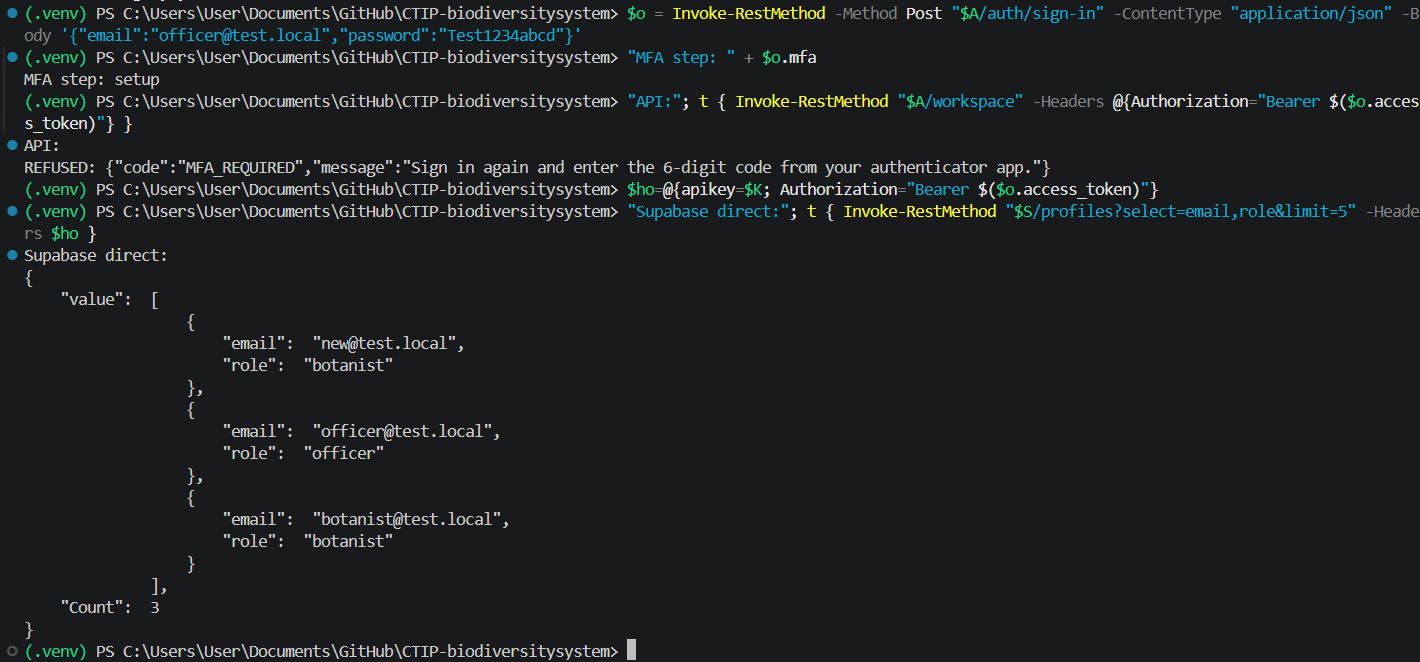 (.venv) PS C:\Users\User\Documents\GitHub\CTIP-biodiversitysystem> $o = Invoke-RestMethod -Method Post "$A/auth/sign-in" -ContentType "application/json" -B
ody '{"email":"officer@test.local","password":"Test1234abcd"}'
(.venv) PS C:\Users\User\Documents\GitHub\CTIP-biodiversitysystem> "MFA step: " + $o.mfa
MFA step: setup
(.venv) PS C:\Users\User\Documents\GitHub\CTIP-biodiversitysystem> "API:"; t { Invoke-RestMethod "$A/workspace" -Headers @{Authorization="Bearer $($o.acces
s_token)"} }
API:
REFUSED: {"code":"MFA_REQUIRED","message":"Sign in again and enter the 6-digit code from your authenticator app."}
(.venv) PS C:\Users\User\Documents\GitHub\CTIP-biodiversitysystem> $ho=@{apikey=$K; Authorization="Bearer $($o.access_token)"}
(.venv) PS C:\Users\User\Documents\GitHub\CTIP-biodiversitysystem> "Supabase direct:"; t { Invoke-RestMethod "$S/profiles?select=email,role&limit=5" -Heade
rs $ho }
Supabase direct:
{
    "value":  [
                  {
                      "email":  "new@test.local",
                      "role":  "botanist"
                  },
                  {
                      "email":  "officer@test.local",
                      "role":  "officer"
                  },
                  {
                      "email":  "botanist@test.local",
                      "role":  "botanist"
                  }
              ],
    "Count":  3
}
(.venv) PS C:\Users\User\Documents\GitHub\CTIP-biodiversitysystem>